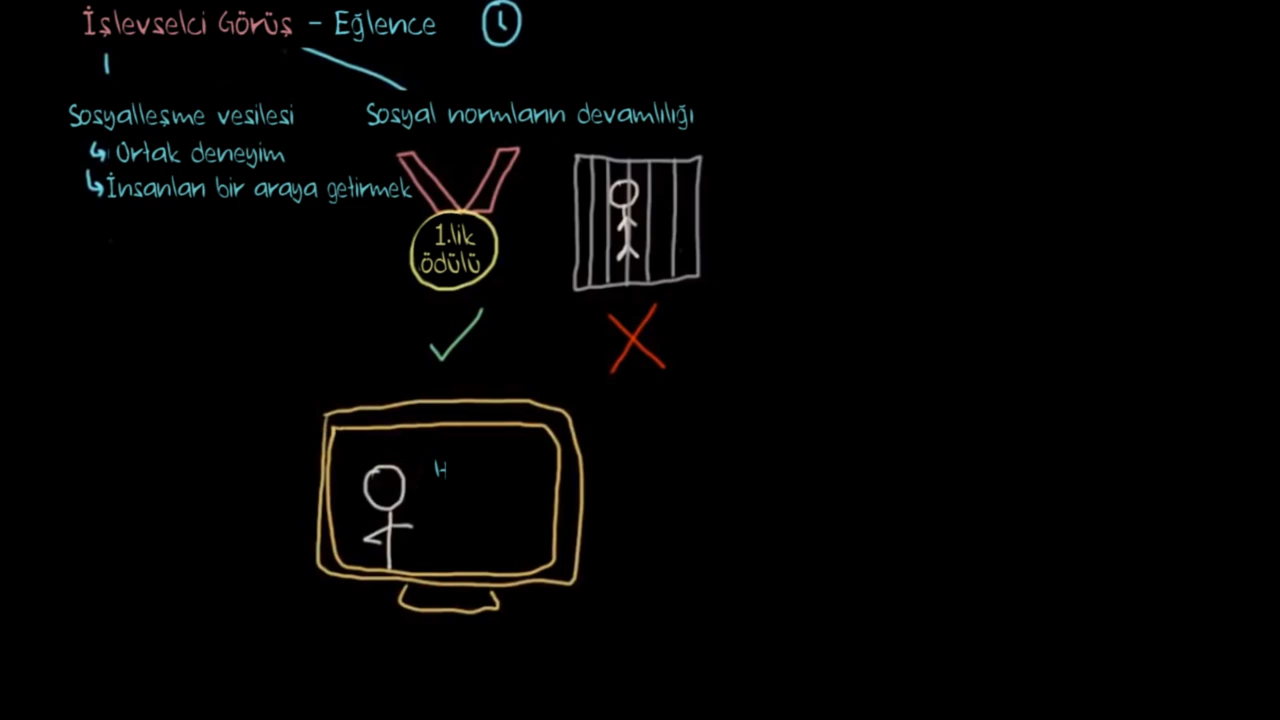 İşlevselci Görüş - Eğlence
Sosyalleşme vesilesi
Ortak deneyim
İnsanları bir araya getirmek
Sosyal normların devamlılığı
1.lik
ödülü
H